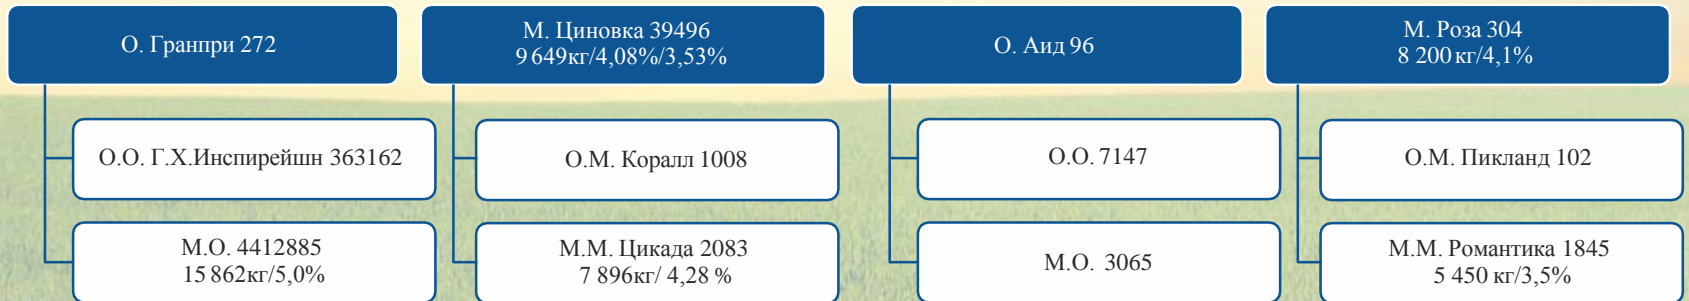 О. Гранпри 272
О.О. Г.Х.Инспирейшн 363162
М.О. 4412885
15 862кг/5,0%
М. Циновка 39496
9 649кг/4,08%/3,53%
О.М. Коралл 1008
М.М. Цикада 2083
7 896кг/ 4,28 %
О. Аид 96
О.О. 7147
М.О. 3065
М. Роза 304
8 200 кг/4,1%
О.М. Пикланд 102
М.М. Романтика 1845
5 450 кг/3,5%